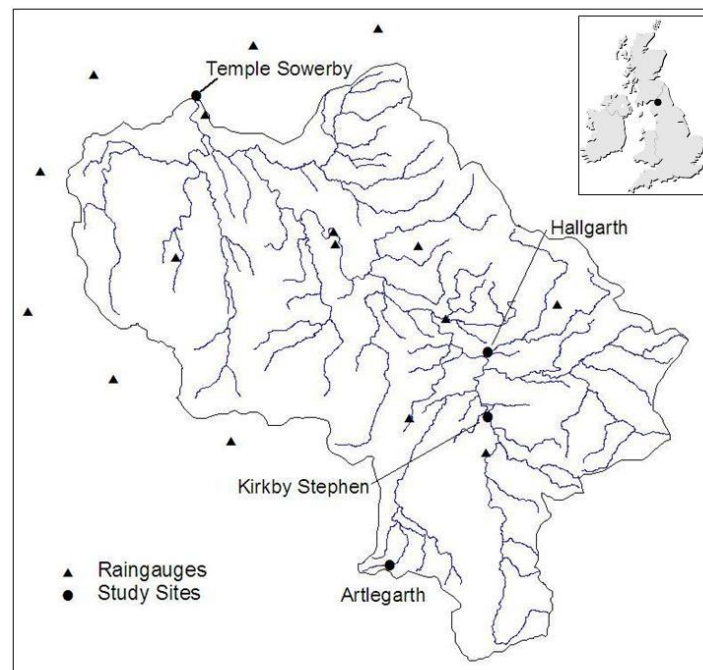 Temple Sowerby
Hallgarth
Kirkby Stephen
Raingauges
Study Sites
Artlegarth